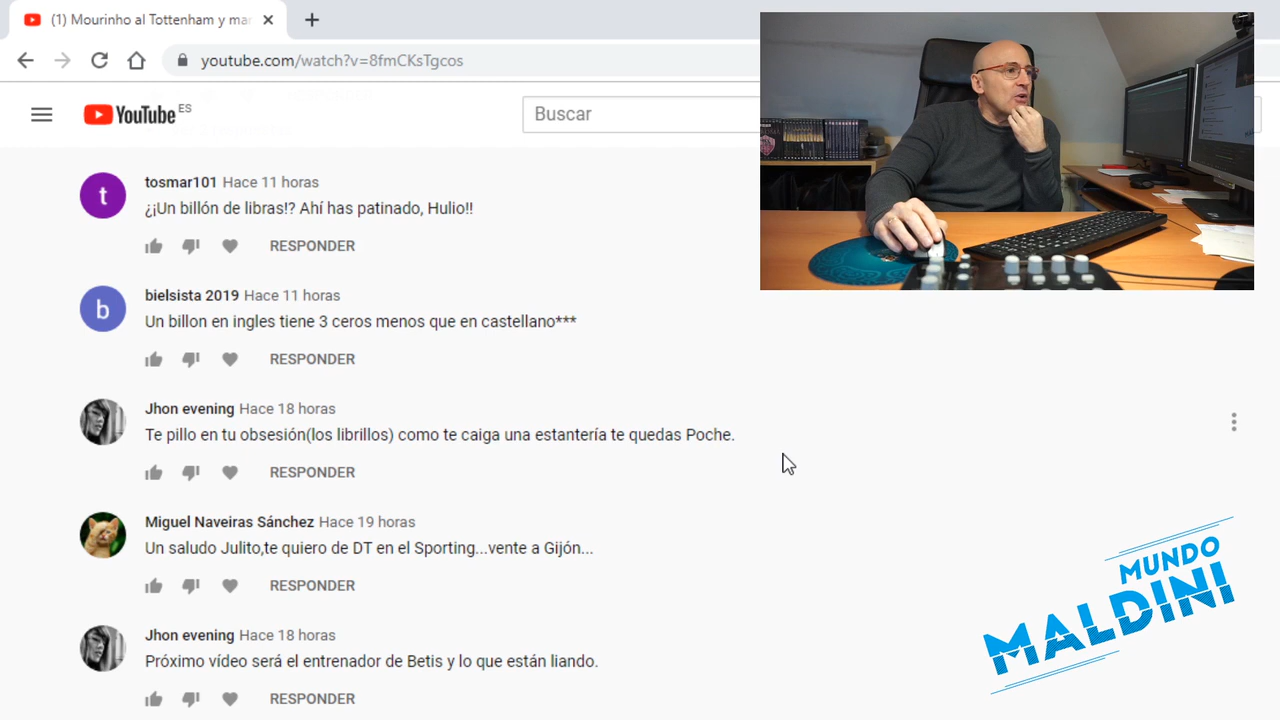 (1) Mourinho al Tottenham y mar
youtube.com/watch?v=8fmCKsTgcos
YouTube ES
Buscar
t
tosmar101 Hace 11 horas
¿¡Un billón de libras!? Ahí has patinado, Hulio!!
RESPONDER
b
bielsista 2019 Hace 11 horas
Un billon en ingles tiene 3 ceros menos que en castellano***
RESPONDER
Jhon evening Hace 18 horas
Te pillo en tu obsesión(los librillos) como te caiga una estantería te quedas Poche.
RESPONDER
Miguel Naveiras Sánchez Hace 19 horas
Un saludo Julito,te quiero de DT en el Sporting...vente a Gijón...
RESPONDER
Jhon evening Hace 18 horas
Próximo vídeo será el entrenador de Betis y lo que están liando.
RESPONDER
MUNDO
MALDINI